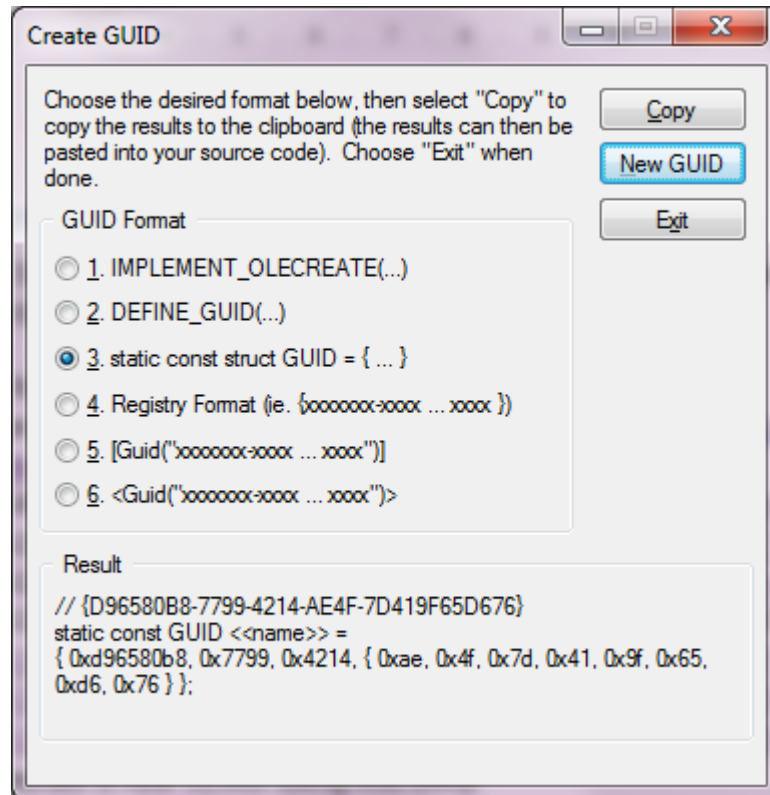 Create GUID
Choose the desired format below, then select "Copy" to
copy the results to the clipboard (the results can then be
pasted into your source code).  Choose "Exit" when
done.
Copy
New GUID
Exit
GUID Format
1. IMPLEMENT_OLECREATE(...)
2. DEFINE_GUID(...)
3. static const struct GUID = { ... }
4. Registry Format (ie. {xxxxxxx-xxxx ... xxxx })
5. [Guid("xxxxxxx-xxxx ... xxxx")]
6. <Guid("xxxxxxx-xxxx ... xxxx")>
Result
// {D96580B8-7799-4214-AE4F-7D419F65D676}
static const GUID <<name>> =
{ 0xd96580b8, 0x7799, 0x4214, { 0xae, 0x4f, 0x7d, 0x41, 0x9f, 0x65,
0xd6, 0x76 } };